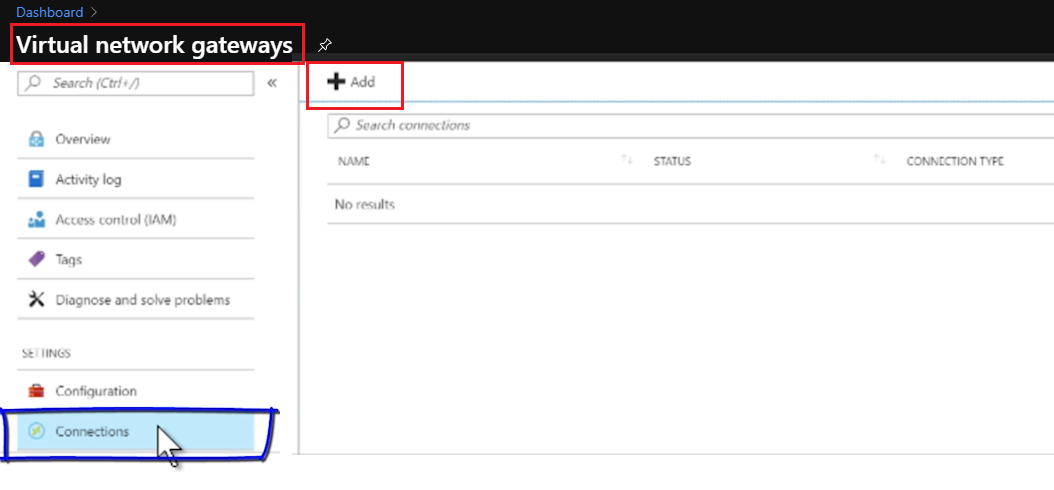 Dashboard >
Virtual network gateways
Search (Ctrl+/)
«
Overview
Activity log
Access control (IAM)
Tags
Diagnose and solve problems
SETTINGS
Configuration
Connections
+ Add
Search connections
NAME ↑↓ STATUS ↑↓ CONNECTION TYPE
No results